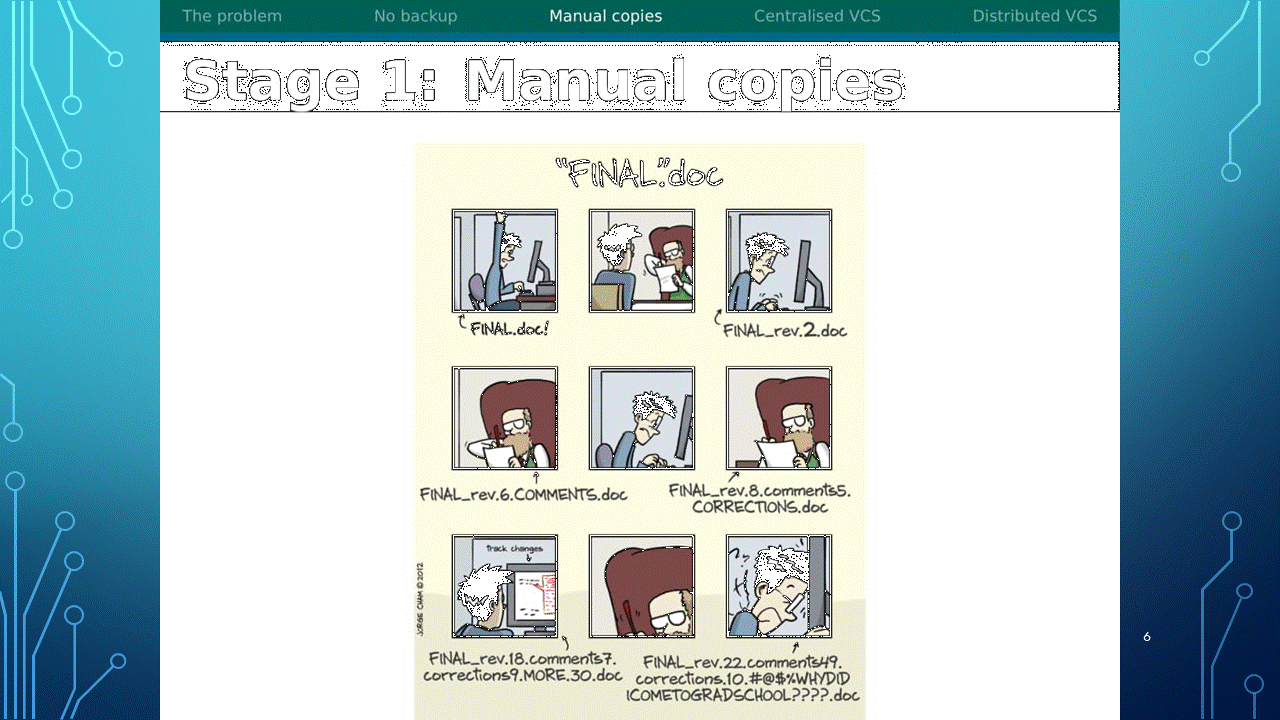 The problem No backup Manual copies Centralised VCS Distributed VCS
Stage 1: Manual copies
“FINAL”.doc
FINAL.doc!
FINAL_rev.2.doc
FINAL_rev.6.COMMENTS.doc
FINAL_rev.8.comments5.
CORRECTIONS.doc
Track changes
JORGE CHAM © 2012
FINAL_rev.18.comments7.
corrections9.MORE.30.doc
FINAL_rev.22.comments49.
corrections.10.#@$%WHYDID
ICOMETOGRADSCHOOL????.doc
6